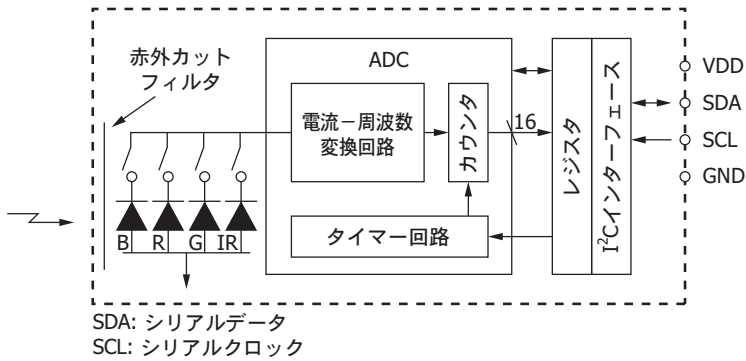 赤外カット
フィルタ
ADC
電流－周波数
変換回路
カウンタ
16
タイマー回路
レジスタ
I²Cインターフェース
VDD
SDA
SCL
GND
B R G IR
SDA: シリアルデータ
SCL: シリアルクロック